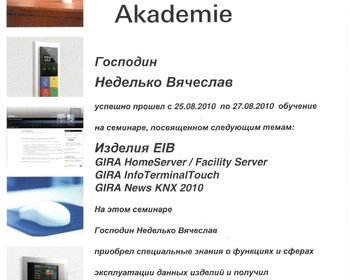 Akademie
Господин
Неделько Вячеслав
успешно прошел с 25.08.2010 по 27.08.2010 обучение
на семинаре, посвященном следующим темам:
Изделия EIB
GIRA HomeServer / Facility Server
GIRA InfoTerminalTouch
GIRA News KNX 2010
На этом семинаре
Господин Неделько Вячеслав
приобрел специальные знания о функциях и сферах
эксплуатации данных изделий и получил